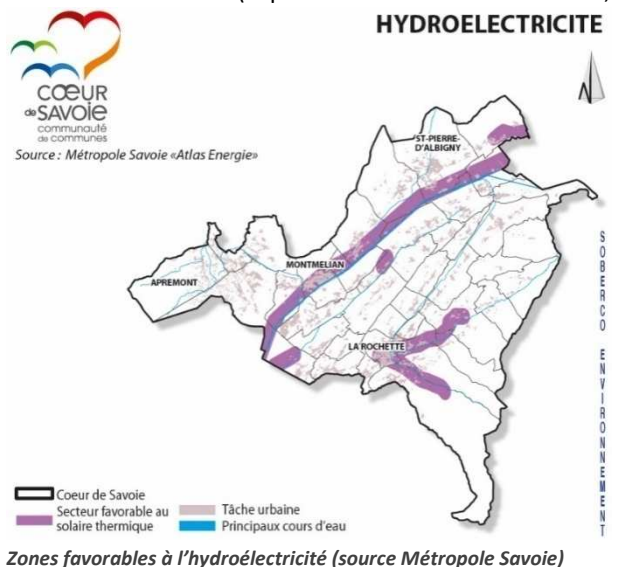 HYDROELECTRICITE
CŒUR
de SAVOIE
communauté
de communes
Source : Métropole Savoie «Atlas Energie»
ST-PIERRE-
D'ALBIGNY
MONTMELIAN
APREMONT
LA ROCHETTE
SOBERCO ENVIRONNEMENT
Coeur de Savoie
Secteur favorable au
solaire thermique
Tâche urbaine
Principaux cours d'eau
Zones favorables à l'hydroélectricité (source Métropole Savoie)